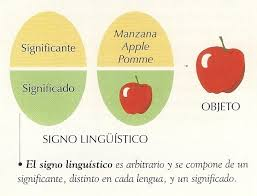 Significante
Significado
Manzana
Apple
Pomme
OBJETO
SIGNO LINGÜÍSTICO
• El signo linguístico es arbitrario y se compone de un
significante, distinto en cada lengua, y un significado.